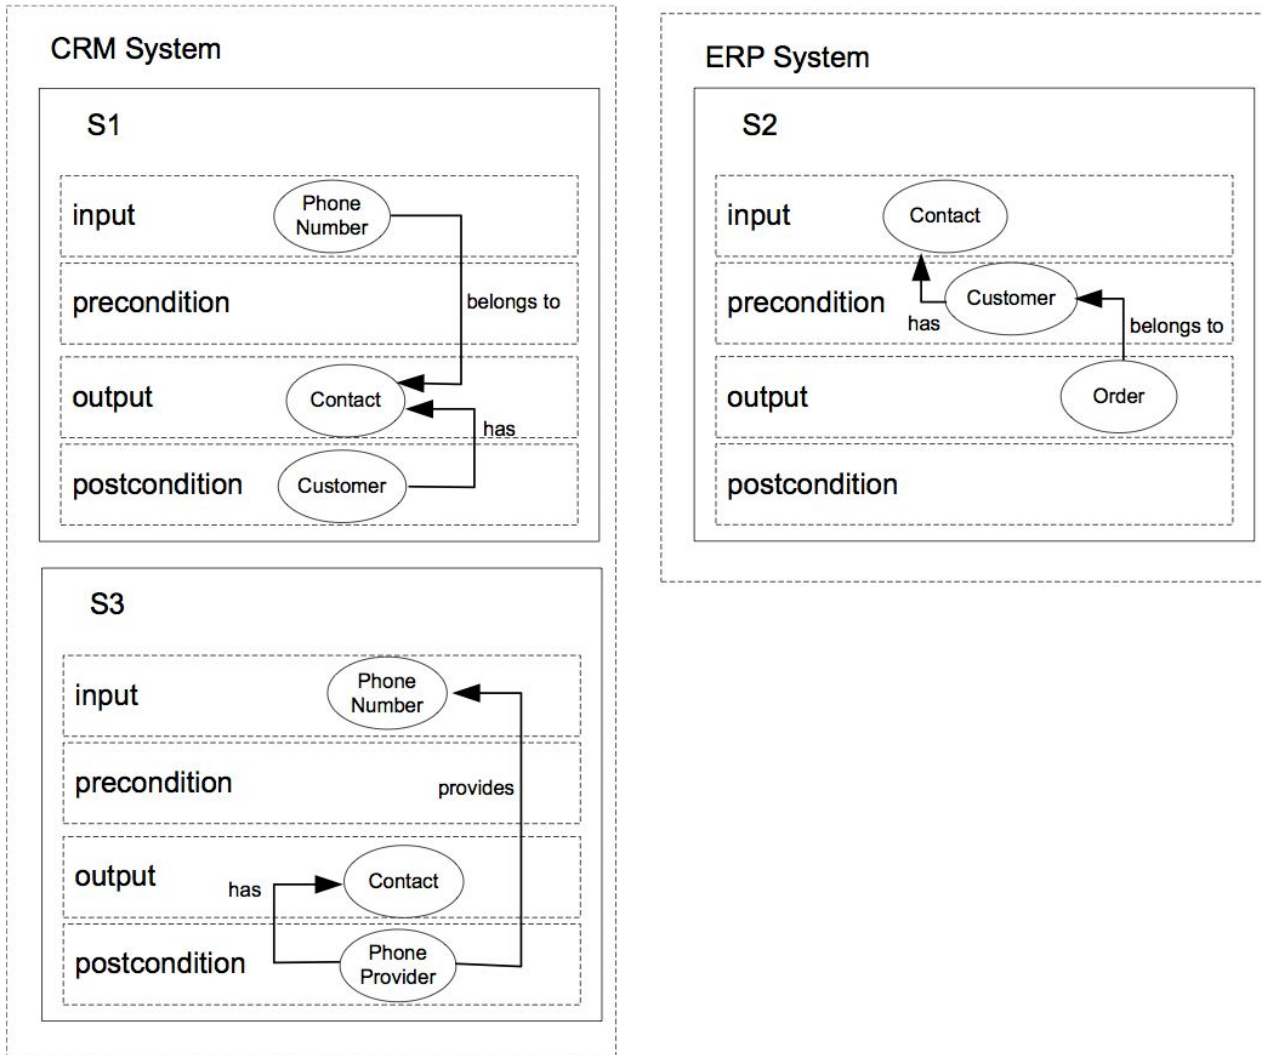 CRM System
S1
input
Phone
Number
precondition
belongs to
output
Contact
has
postcondition
Customer
S3
input
Phone
Number
precondition
provides
output
has
Contact
postcondition
Phone
Provider
ERP System
S2
input
Contact
precondition
has
Customer
belongs to
output
Order
postcondition